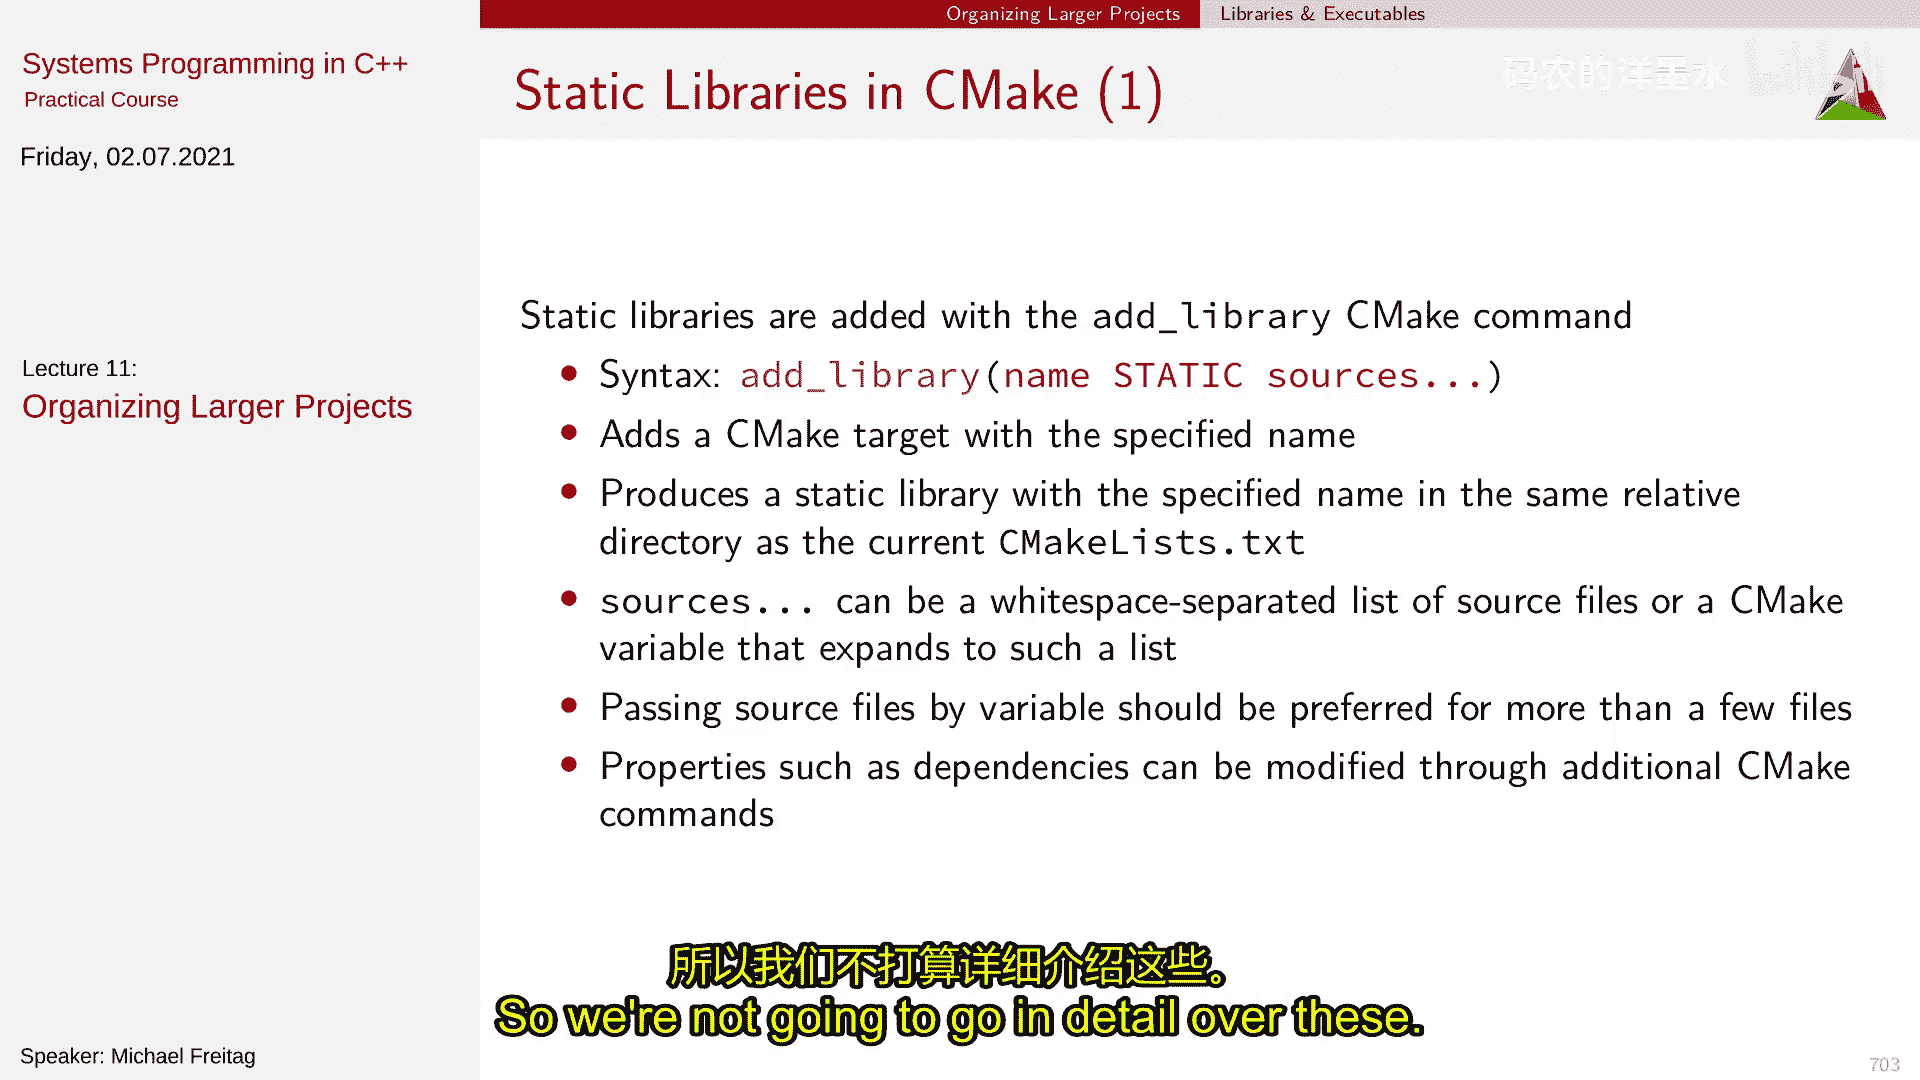 Organizing Larger Projects
Libraries & Executables
Systems Programming in C++
Practical Course
Friday, 02.07.2021
Static Libraries in CMake (1)
码农的洋墨水
Lecture 11:
Organizing Larger Projects
Static libraries are added with the add_library CMake command
• Syntax: add_library(name STATIC sources...)
• Adds a CMake target with the specified name
• Produces a static library with the specified name in the same relative
directory as the current CMakeLists.txt
• sources... can be a whitespace-separated list of source files or a CMake
variable that expands to such a list
• Passing source files by variable should be preferred for more than a few files
• Properties such as dependencies can be modified through additional CMake
commands
所以我们不打算详细介绍这些。
So we're not going to go in detail over these.
Speaker: Michael Freitag
703